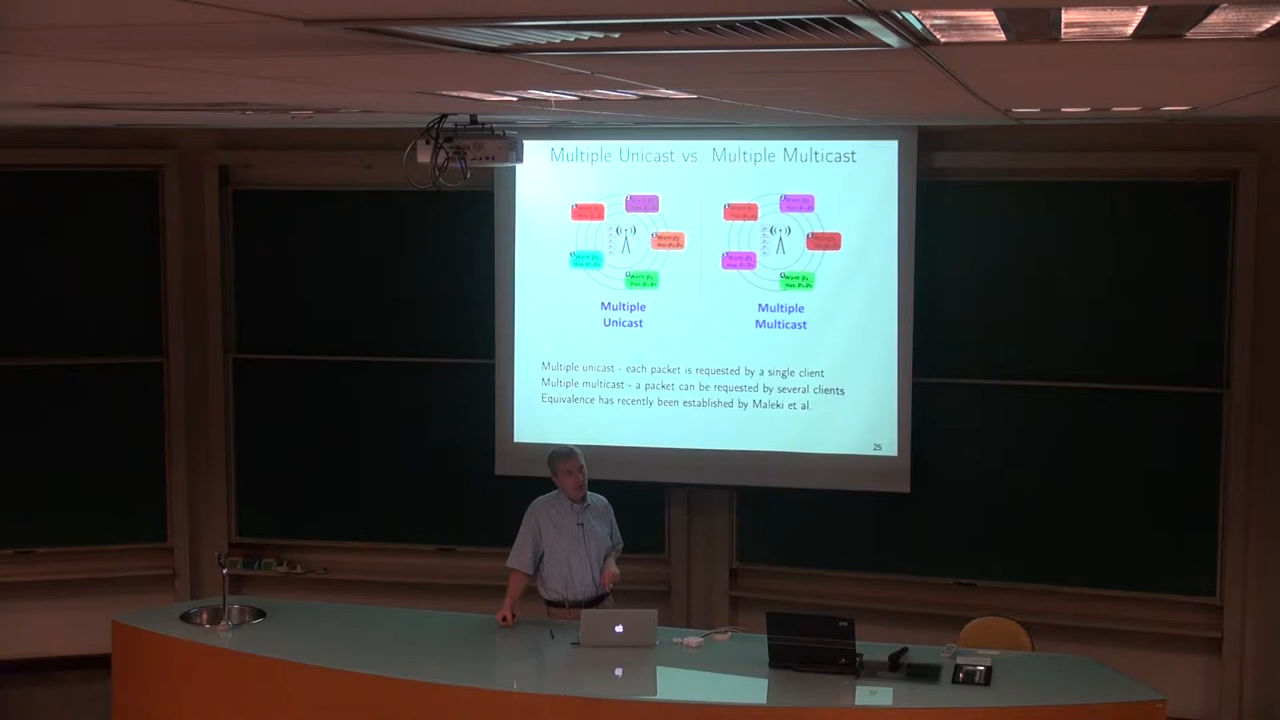 Multiple Unicast vs. Multiple Multicast
Multiple
Unicast
Multiple
Multicast
Multiple unicast - each packet is requested by a single client
Multiple multicast - a packet can be requested by several clients
Equivalence has recently been established by Maleki et al.
25